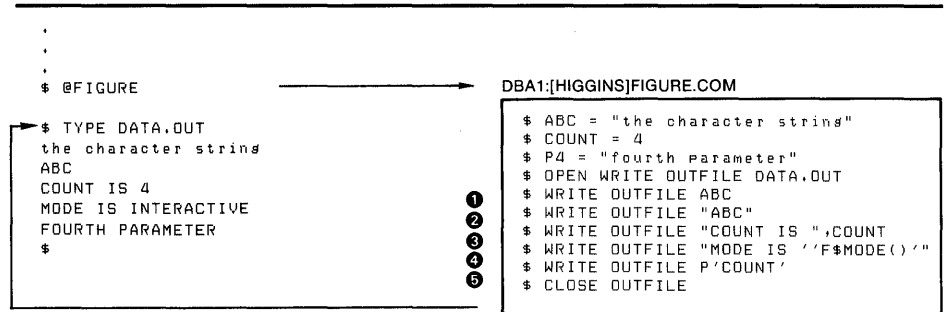 .
.
.
$ @FIGURE
$ TYPE DATA.OUT
the character string
ABC
COUNT IS 4
MODE IS INTERACTIVE
FOURTH PARAMETER
$
DBA1:[HIGGINS]FIGURE.COM
$ ABC = "the character string"
$ COUNT = 4
$ P4 = "fourth parameter"
$ OPEN WRITE OUTFILE DATA.OUT
1 $ WRITE OUTFILE ABC
2 $ WRITE OUTFILE "ABC"
3 $ WRITE OUTFILE "COUNT IS ",COUNT
4 $ WRITE OUTFILE "MODE IS ''F$MODE()'"
5 $ WRITE OUTFILE P'COUNT'
$ CLOSE OUTFILE